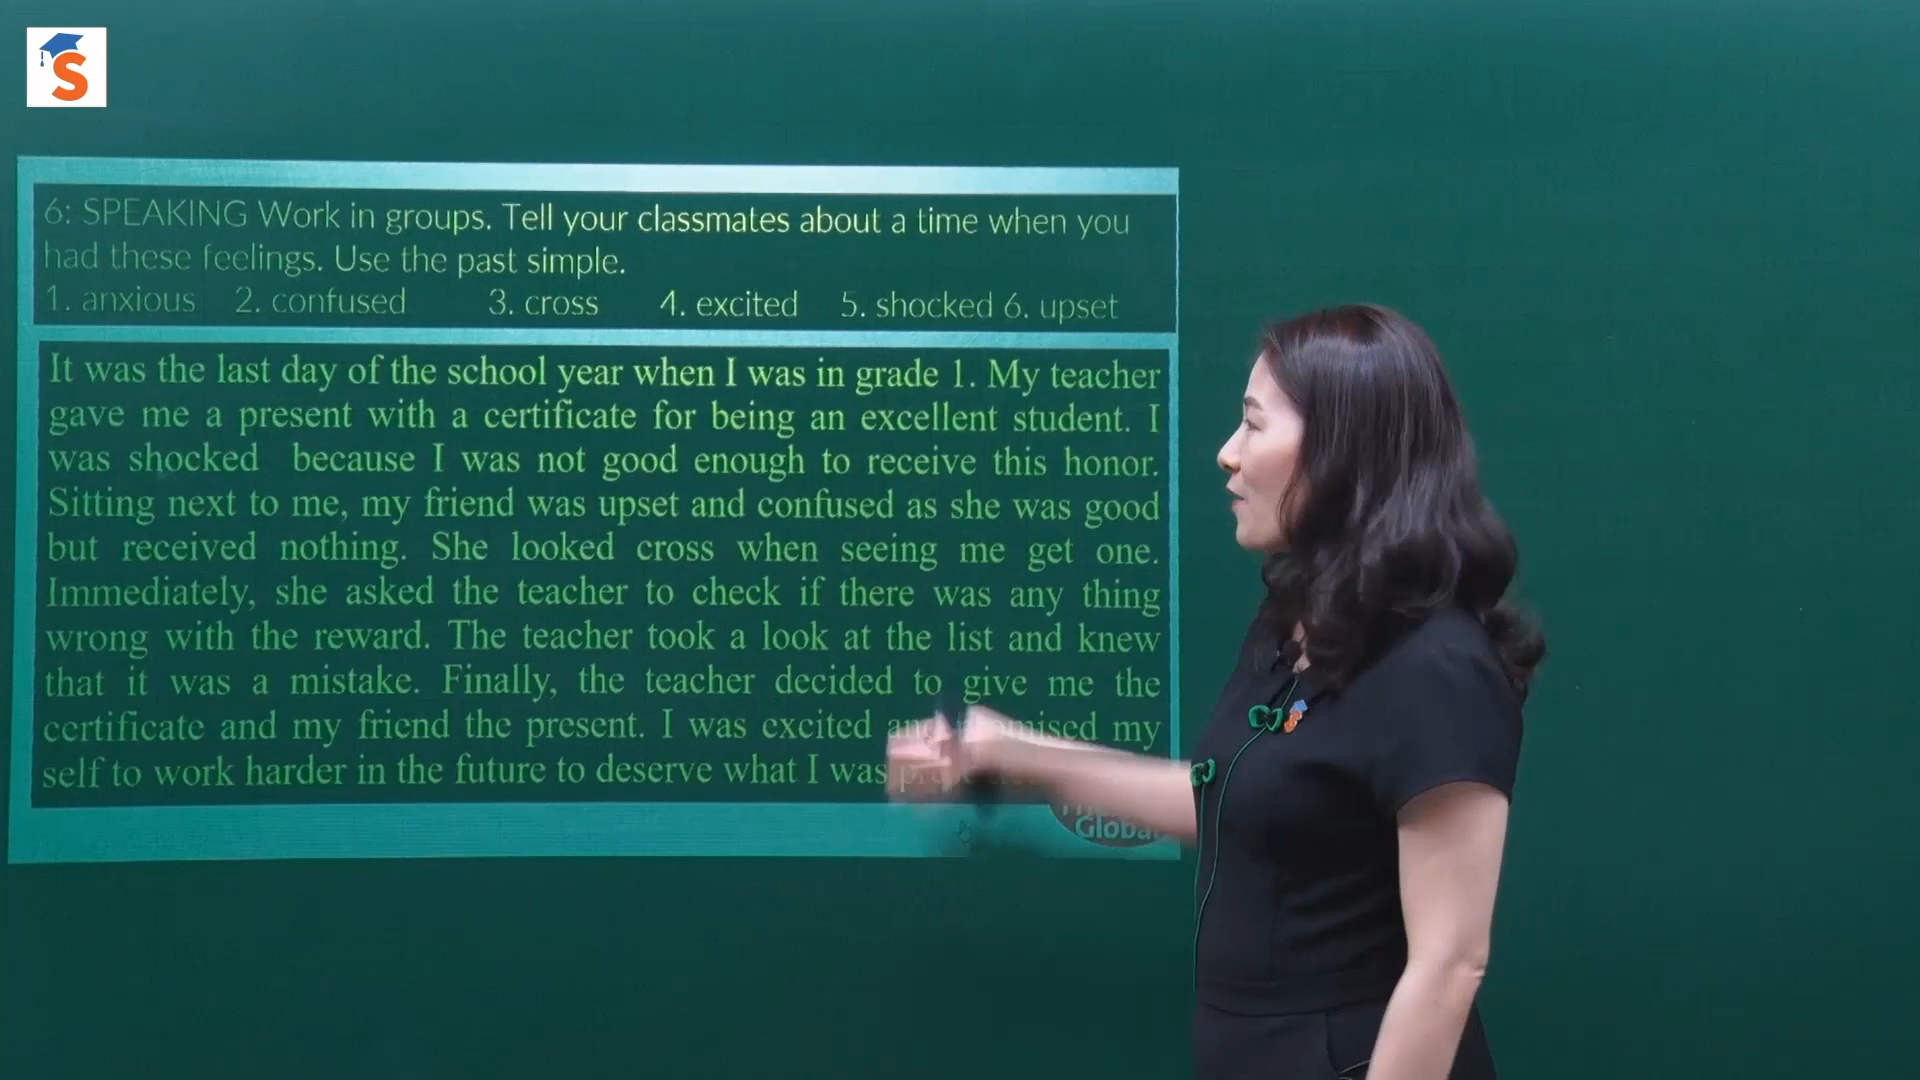 S
6: SPEAKING Work in groups. Tell your classmates about a time when you
had these feelings. Use the past simple.
1. anxious 2. confused 3. cross 4. excited 5. shocked 6. upset
It was the last day of the school year when I was in grade 1. My teacher
gave me a present with a certificate for being an excellent student. I
was shocked because I was not good enough to receive this honor.
Sitting next to me, my friend was upset and confused as she was good
but received nothing. She looked cross when seeing me get one.
Immediately, she asked the teacher to check if there was any thing
wrong with the reward. The teacher took a look at the list and knew
that it was a mistake. Finally, the teacher decided to give me the
certificate and my friend the present. I was excited and promised my
self to work harder in the future to deserve what I was
Global